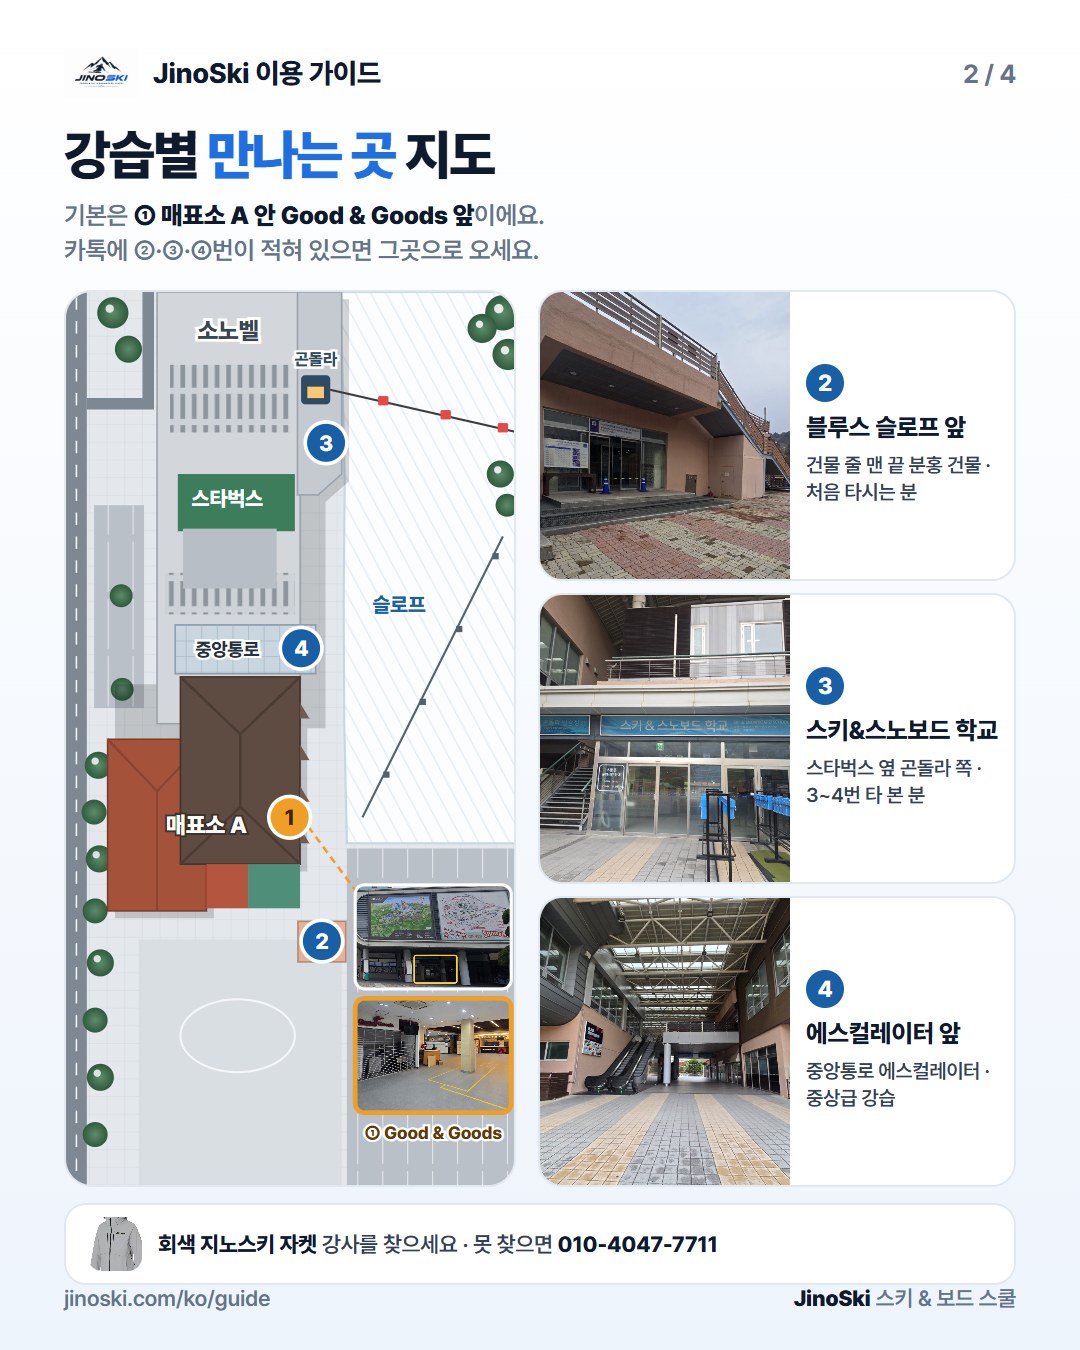 JINOSKI
JinoSki 이용 가이드
2 / 4
강습별 만나는 곳 지도
기본은 ① 매표소 A 안 Good & Goods 앞이에요.
카톡에 ②·③·④번이 적혀 있으면 그곳으로 오세요.
소노벨
곤돌라
3
스타벅스
슬로프
중앙통로
4
매표소 A
1
2
① Good & Goods
2
블루스 슬로프 앞
건물 줄 맨 끝 분홍 건물 ·
처음 타시는 분
스키 & 스노보드 학교
3
스키&스노보드 학교
스타벅스 옆 곤돌라 쪽 ·
3~4번 타 본 분
4
에스컬레이터 앞
중앙통로 에스컬레이터 ·
중상급 강습
회색 지노스키 자켓 강사를 찾으세요 · 못 찾으면 010-4047-7711
jinoski.com/ko/guide
JinoSki 스키 & 보드 스쿨